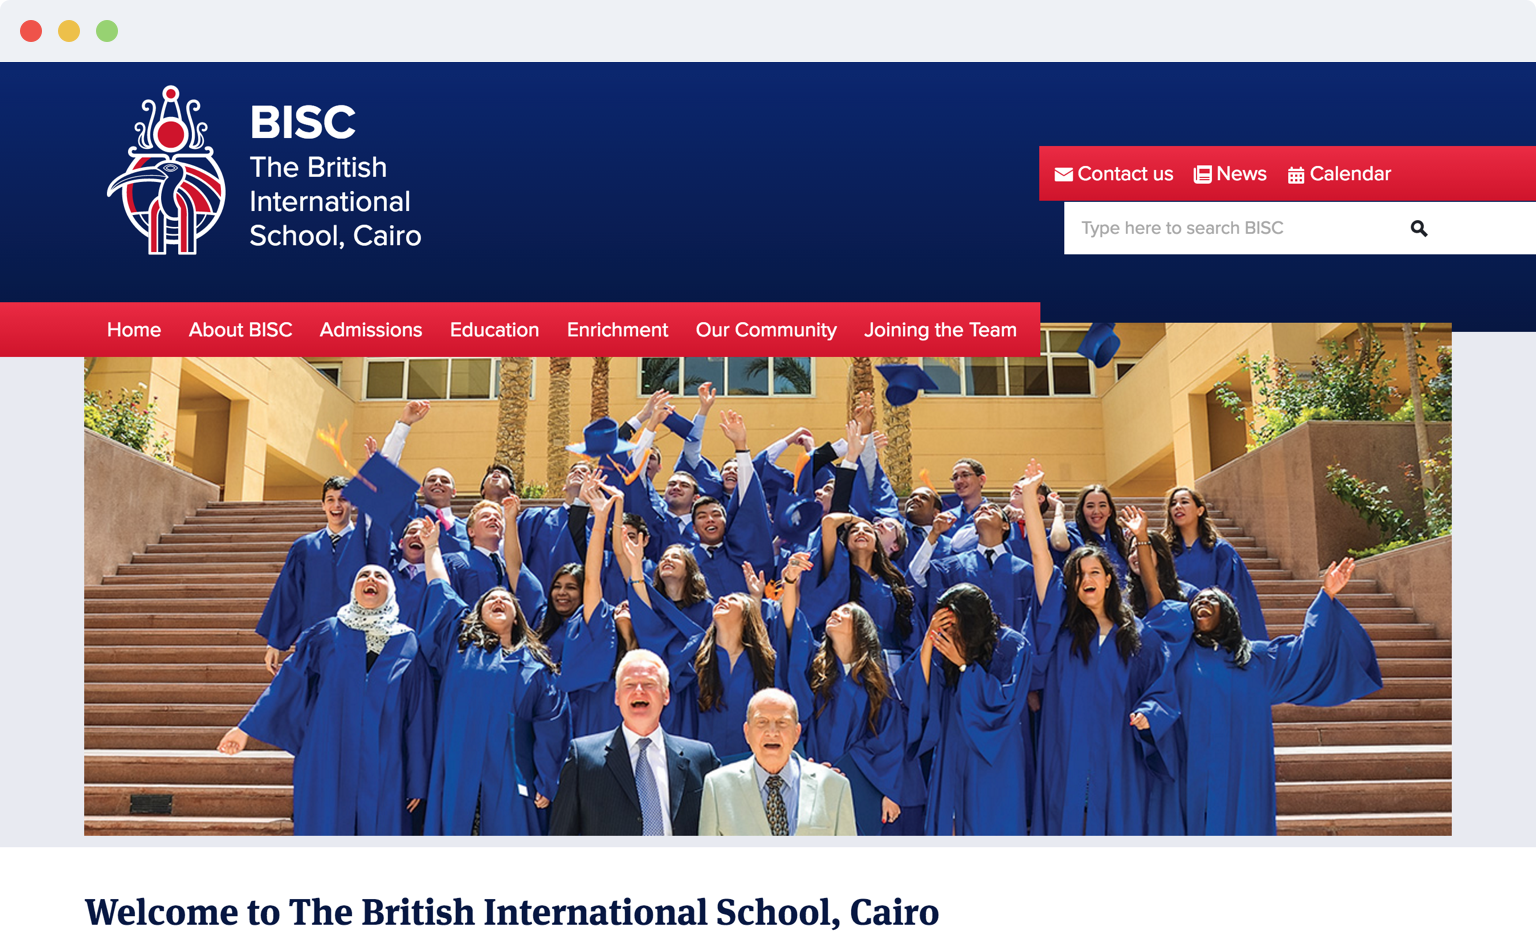 BISC
The British
International
School, Cairo
Contact us News Calendar
Type here to search BISC
Home About BISC Admissions Education Enrichment Our Community Joining the Team
Welcome to The British International School, Cairo